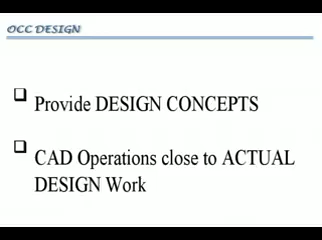 OCC DESIGN
Provide DESIGN CONCEPTS
CAD Operations close to ACTUAL
DESIGN Work